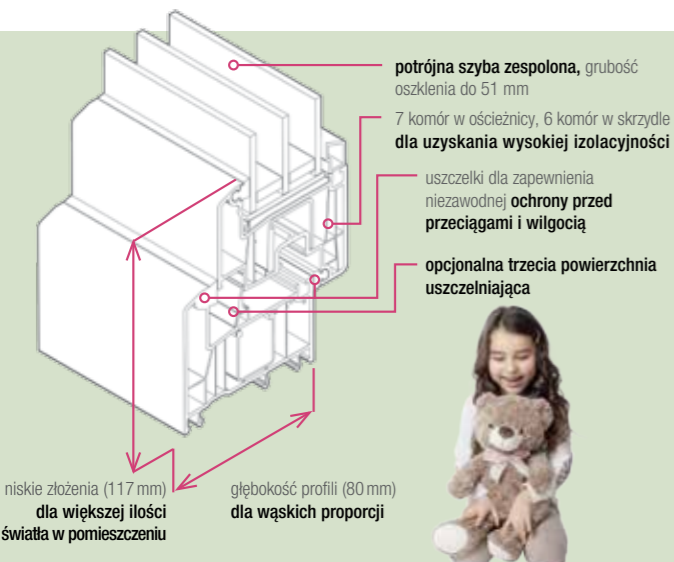 potrójna szyba zespolona, grubość
oszklenia do 51 mm
7 komór w ościeżnicy, 6 komór w skrzydle
dla uzyskania wysokiej izolacyjności
uszczelki dla zapewnienia
niezawodnej ochrony przed
przeciągami i wilgocią
opcjonalna trzecia powierzchnia
uszczelniająca
niskie złożenia (117 mm)
dla większej ilości
światła w pomieszczeniu
głębokość profili (80 mm)
dla wąskich proporcji